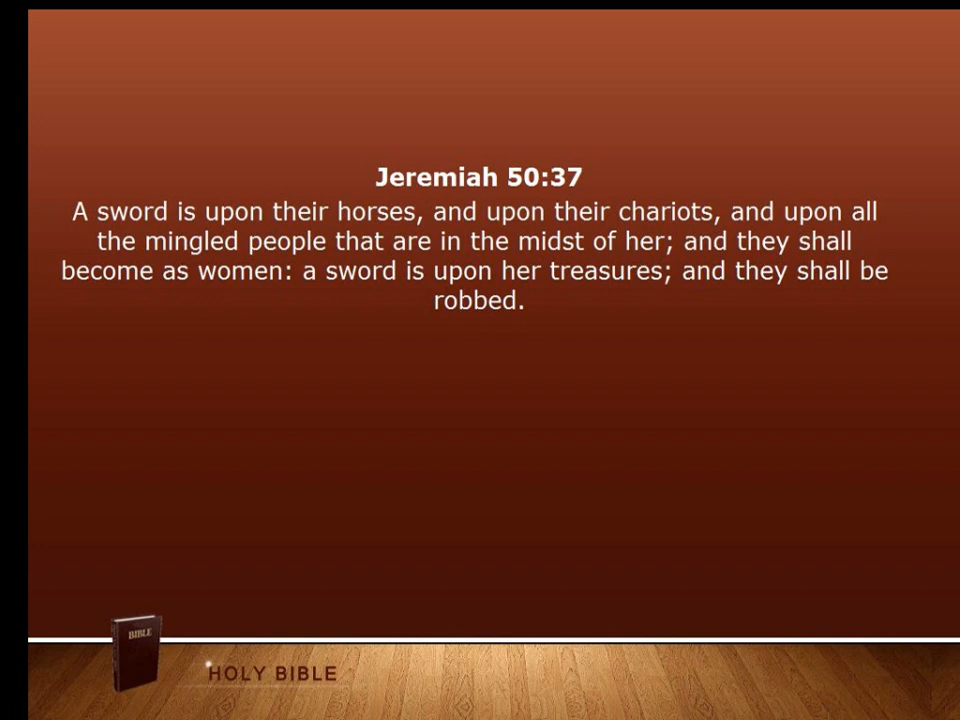 Jeremiah 50:37
A sword is upon their horses, and upon their chariots, and upon all
the mingled people that are in the midst of her; and they shall
become as women: a sword is upon her treasures; and they shall be
robbed.
BIBLE
HOLY BIBLE